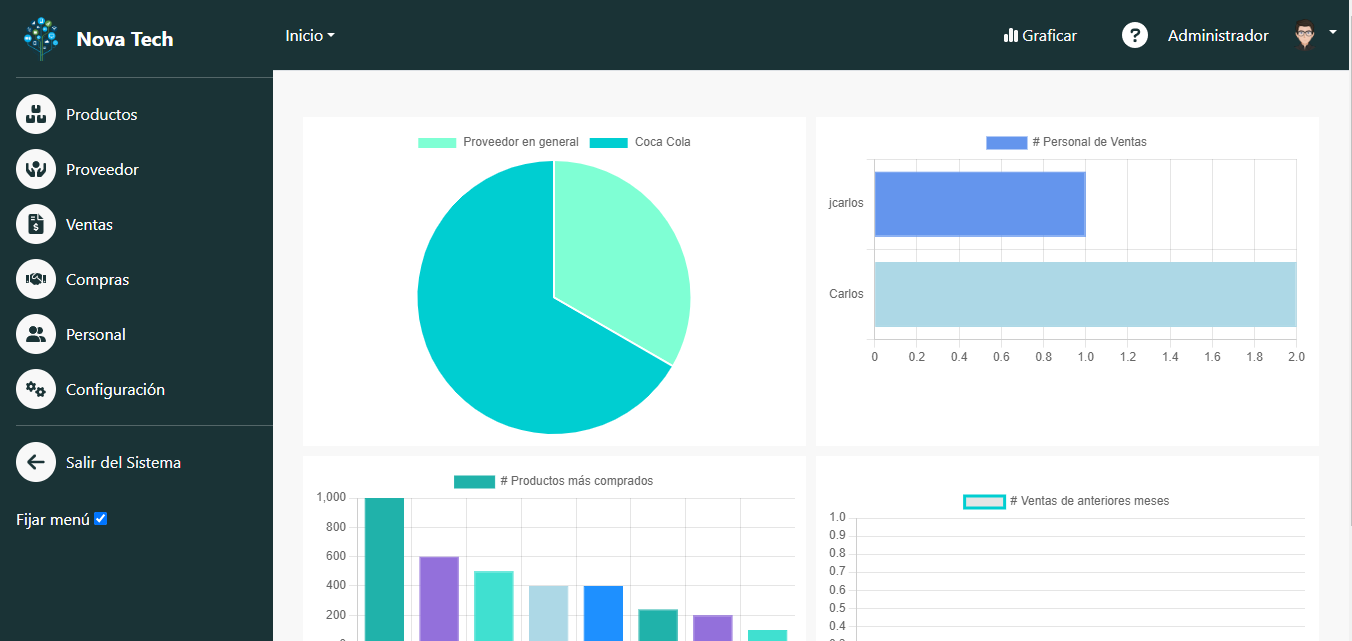 Nova Tech
Inicio
Graficar
?
Administrador
Productos
Proveedor
Ventas
Compras
Personal
Configuración
Salir del Sistema
Fijar menú
Proveedor en general
Coca Cola
# Personal de Ventas
jcarlos
Carlos
0 0.2 0.4 0.6 0.8 1.0 1.2 1.4 1.6 1.8 2.0
# Productos más comprados
1,000
800
600
400
200
# Ventas de anteriores meses
1.0
0.9
0.8
0.7
0.6
0.5
0.4